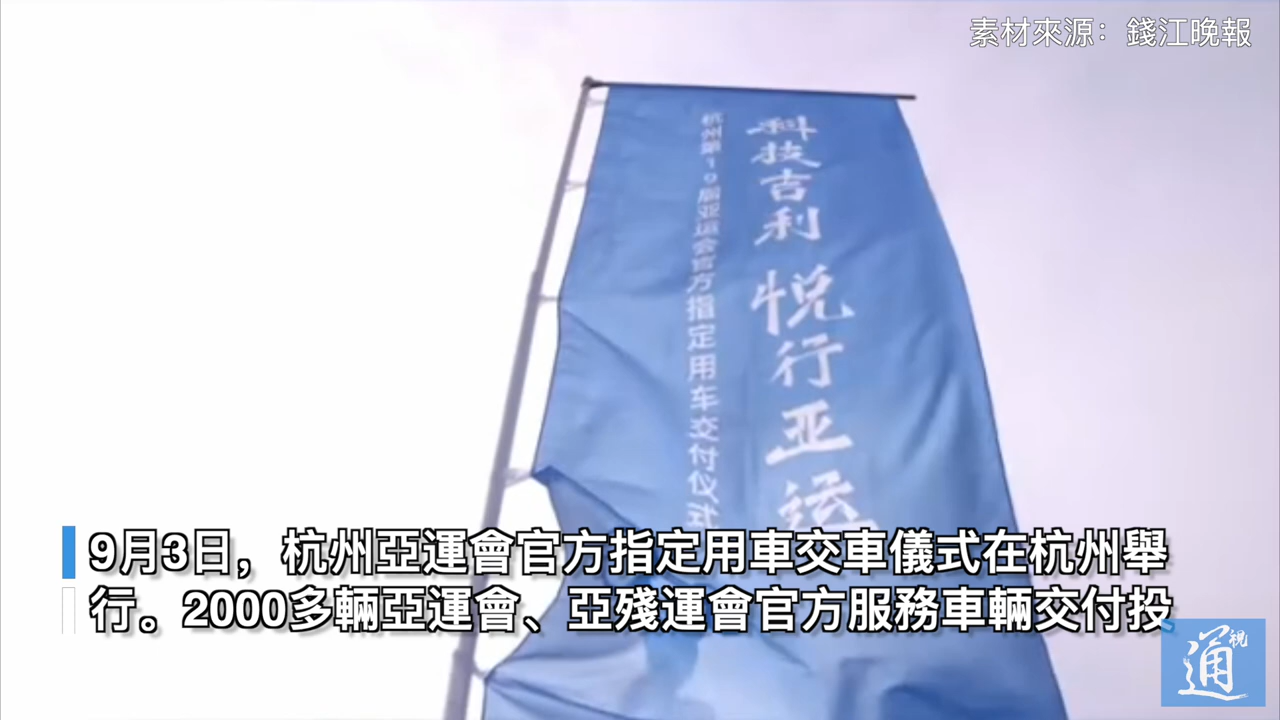 素材來源：錢江晚報
科技吉利 悦行亚运
杭州第19届亚运会官方指定用车交付仪式
9月3日，杭州亞運會官方指定用車交車儀式在杭州舉
行。2000多輛亞運會、亞殘運會官方服務車輛交付投
通視